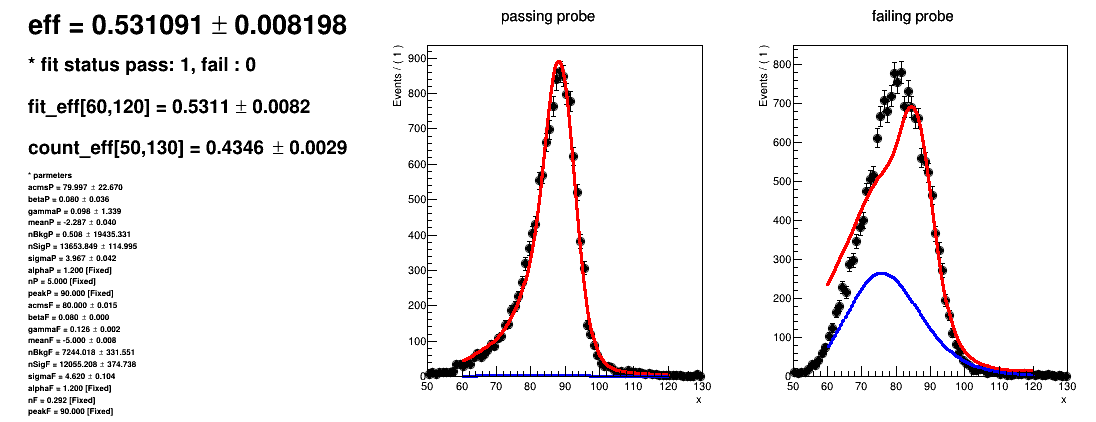 eff = 0.531091 ± 0.008198
* fit status pass: 1, fail : 0
fit_eff[60,120] = 0.5311 ± 0.0082
count_eff[50,130] = 0.4346 ± 0.0029
* parmeters
acmsP = 79.997 ± 22.670
betaP = 0.080 ± 0.036
gammaP = 0.098 ± 1.339
meanP = -2.287 ± 0.040
nBkgP = 0.508 ± 19435.331
nSigP = 13653.849 ± 114.995
sigmaP = 3.967 ± 0.042
alphaP = 1.200 [Fixed]
nP = 5.000 [Fixed]
peakP = 90.000 [Fixed]
acmsF = 80.000 ± 0.015
betaF = 0.080 ± 0.000
gammaF = 0.126 ± 0.002
meanF = -5.000 ± 0.008
nBkgF = 7244.018 ± 331.551
nSigF = 12055.208 ± 374.738
sigmaF = 4.620 ± 0.104
alphaF = 1.200 [Fixed]
nF = 0.292 [Fixed]
peakF = 90.000 [Fixed]
passing probe
Events / ( 1 )
900
800
700
600
500
400
300
200
100
0
50 60 70 80 90 100 110 120 130
x
failing probe
Events / ( 1 )
800
700
600
500
400
300
200
100
0
50 60 70 80 90 100 110 120 130
x